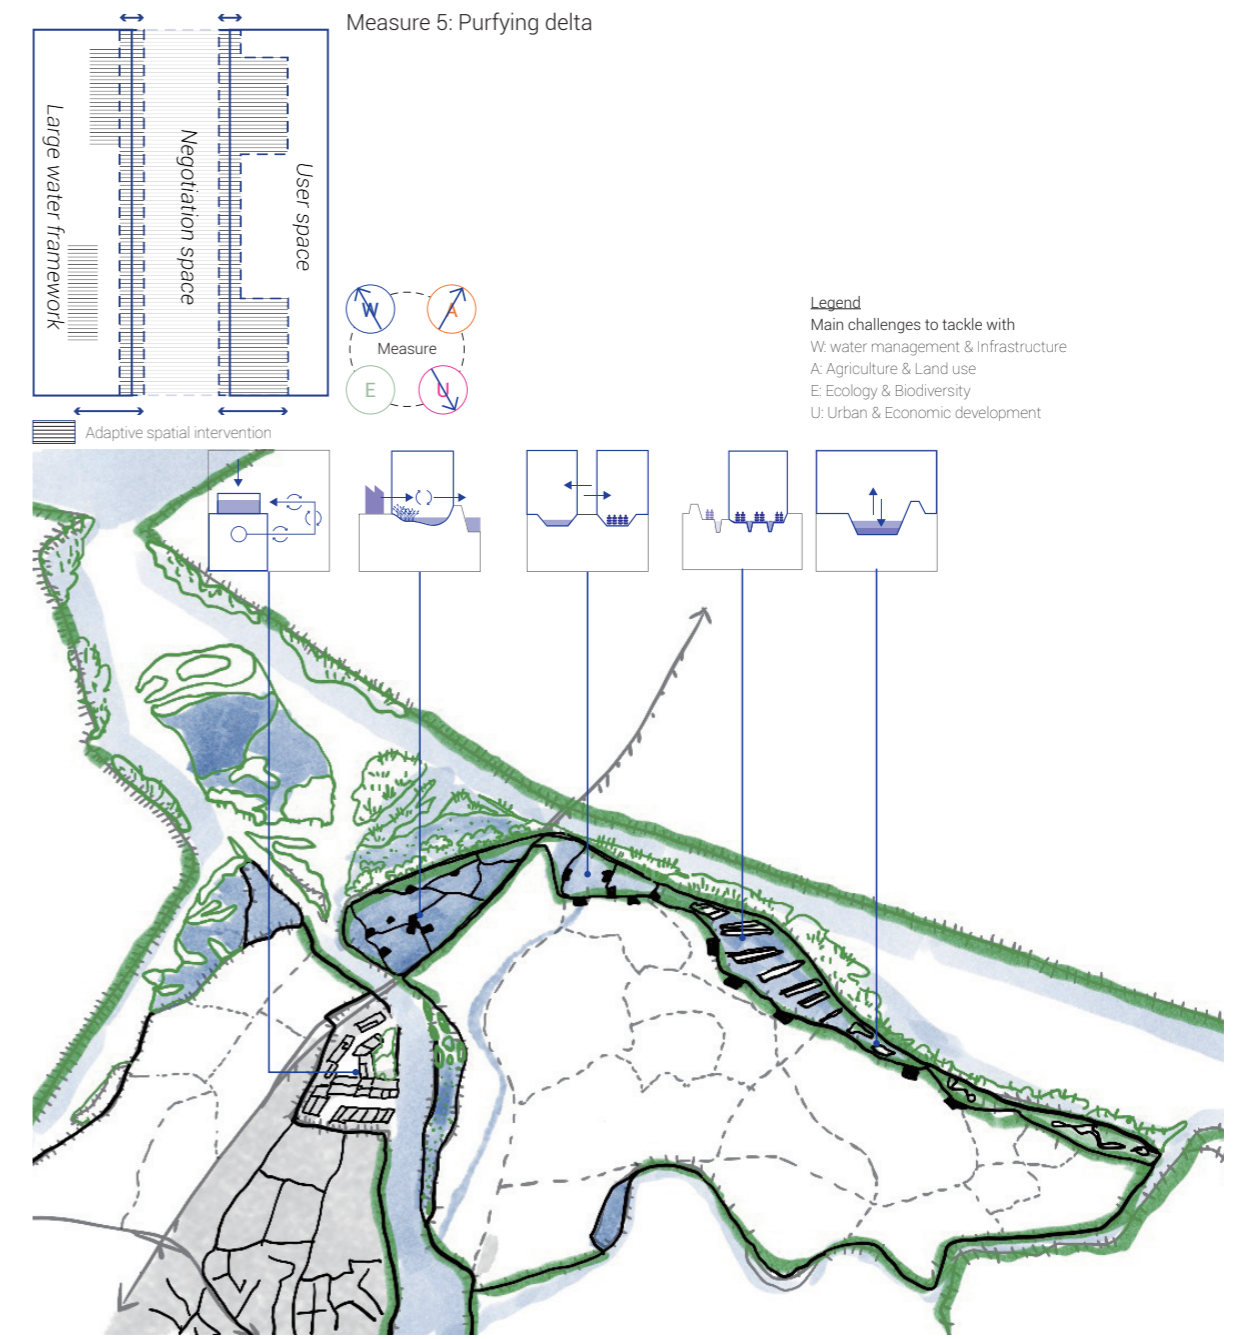 Measure 5: Purfying delta
Large water framework
Negotiation space
User space
W
A
Measure
E
U
Legend
Main challenges to tackle with
W: water management & Infrastructure
A: Agriculture & Land use
E: Ecology & Biodiversity
U: Urban & Economic development
Adaptive spatial intervention